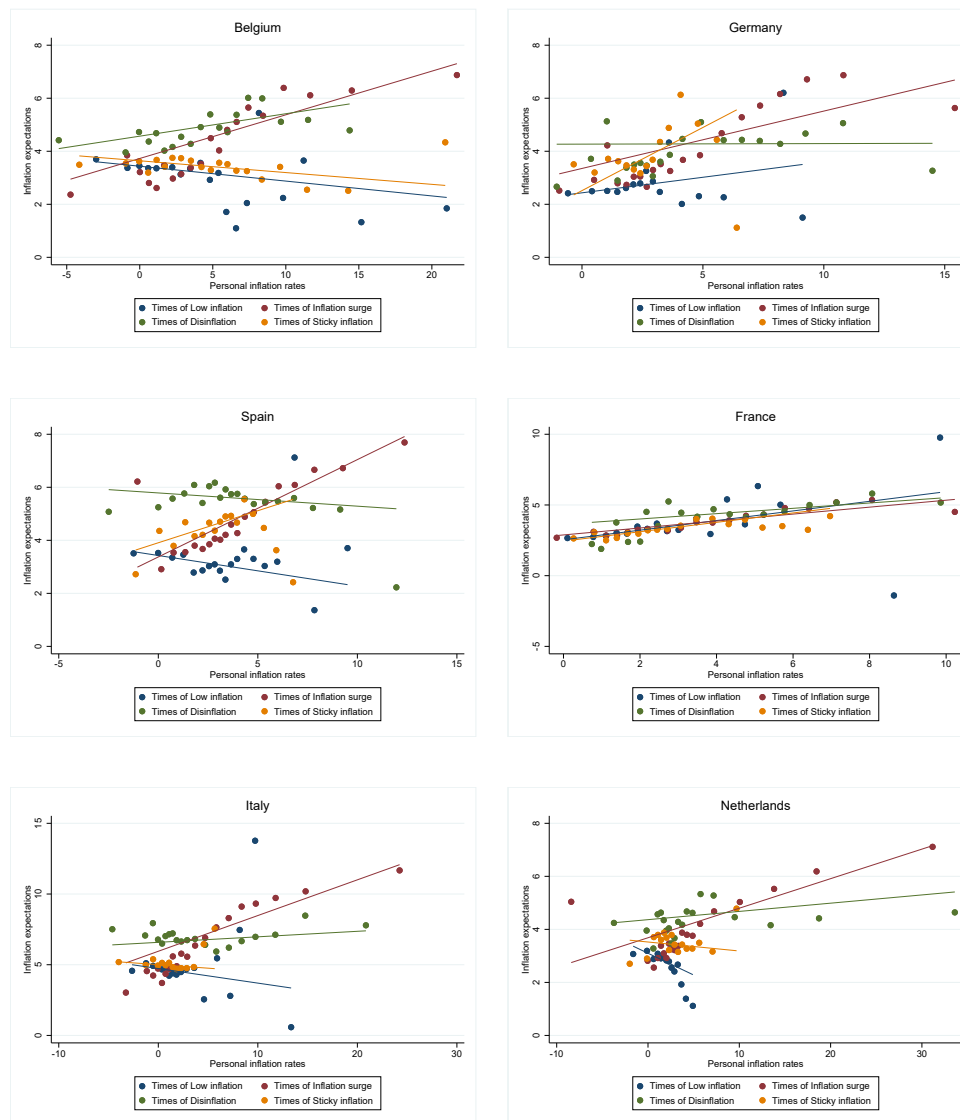 Belgium
Inflation expectations
8
6
4
2
0
-5 0 5 10 15 20
Personal inflation rates
Times of Low inflation Times of Inflation surge
Times of Disinflation Times of Sticky inflation
Germany
Inflation expectations
8
6
4
2
0
0 5 10 15
Personal inflation rates
Times of Low inflation Times of Inflation surge
Times of Disinflation Times of Sticky inflation
Spain
Inflation expectations
8
6
4
2
0
-5 0 5 10 15
Personal inflation rates
Times of Low inflation Times of Inflation surge
Times of Disinflation Times of Sticky inflation
France
Inflation expectations
10
5
0
-5
0 2 4 6 8 10
Personal inflation rates
Times of Low inflation Times of Inflation surge
Times of Disinflation Times of Sticky inflation
Italy
Inflation expectations
15
10
5
0
-10 0 10 20 30
Personal inflation rates
Times of Low inflation Times of Inflation surge
Times of Disinflation Times of Sticky inflation
Netherlands
Inflation expectations
8
6
4
2
0
-10 0 10 20 30
Personal inflation rates
Times of Low inflation Times of Inflation surge
Times of Disinflation Times of Sticky inflation